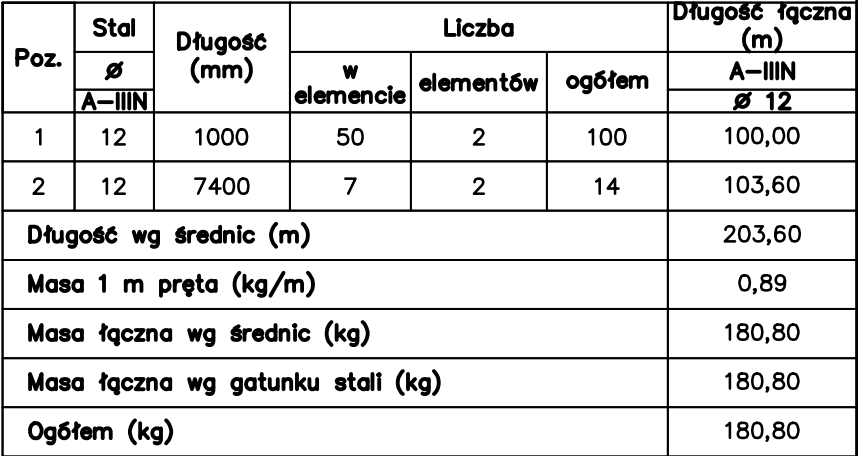 Poz. Stal Długość (mm) Liczba Długość łączna (m)
Ø w elemencie elementów ogółem A-IIIN
A-IIIN Ø 12
1 12 1000 50 2 100 100,00
2 12 7400 7 2 14 103,60
Długość wg średnic (m) 203,60
Masa 1 m pręta (kg/m) 0,89
Masa łączna wg średnic (kg) 180,80
Masa łączna wg gatunku stali (kg) 180,80
Ogółem (kg) 180,80